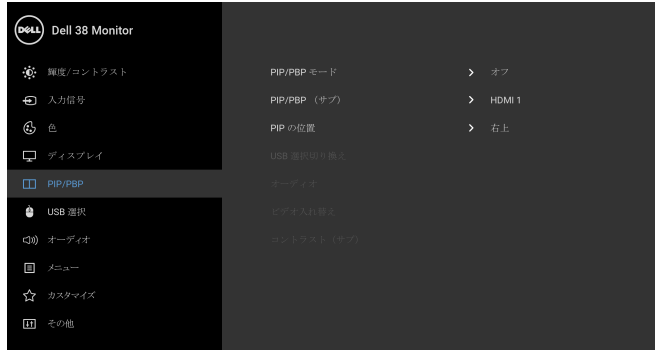 DELL Dell 38 Monitor
輝度/コントラスト
入力信号
色
ディスプレイ
PIP/PBP
USB 選択
オーディオ
メニュー
カスタマイズ
その他
PIP/PBP モード オフ
PIP/PBP (サブ) HDMI 1
PIP の位置 右上
USB 選択切り換え
オーディオ
ビデオ入れ替え
コントラスト (サブ)